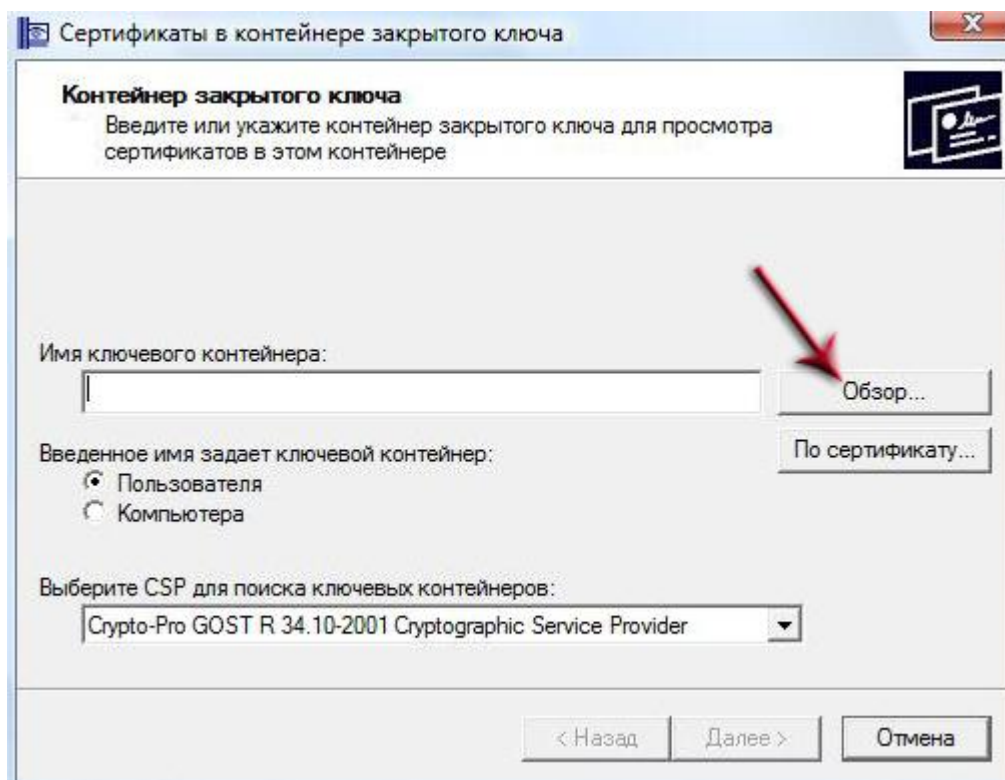 Сертификаты в контейнере закрытого ключа
Контейнер закрытого ключа
Введите или укажите контейнер закрытого ключа для просмотра
сертификатов в этом контейнере
Имя ключевого контейнера:
Обзор...
По сертификату...
Введенное имя задает ключевой контейнер:
Пользователя
Компьютера
Выберите CSP для поиска ключевых контейнеров:
Crypto-Pro GOST R 34.10-2001 Cryptographic Service Provider
< Назад Далее > Отмена